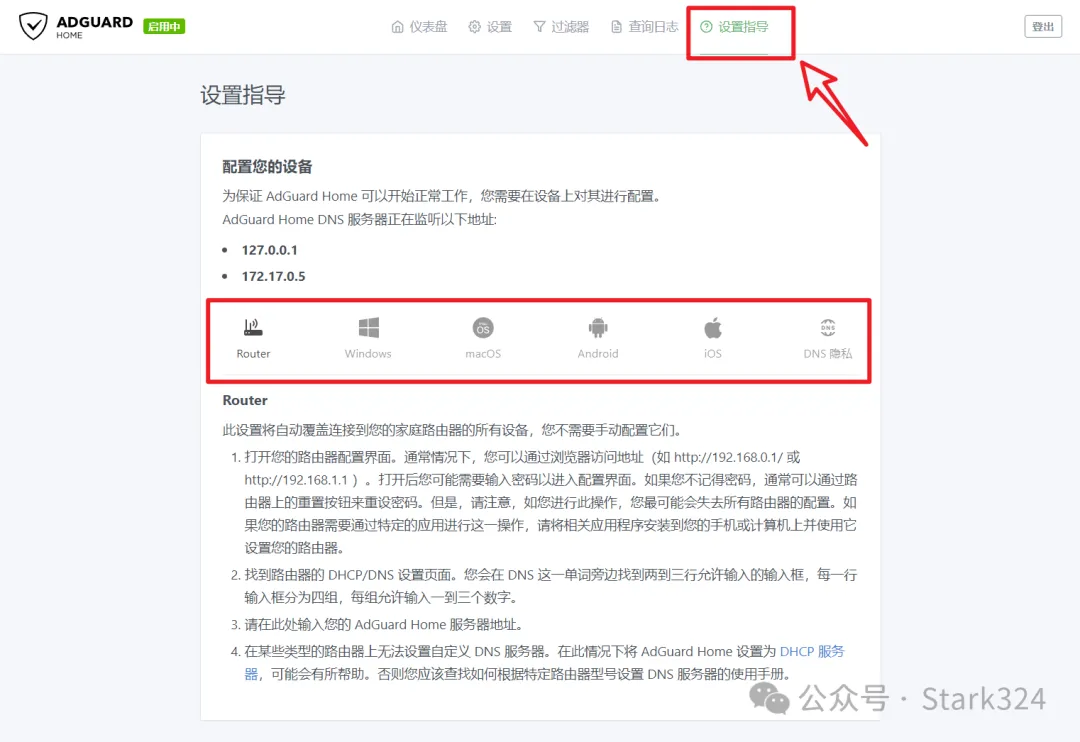 ADGUARD
HOME
启用中
仪表盘
设置
过滤器
查询日志
设置指导
登出
设置指导
配置您的设备
为保证 AdGuard Home 可以开始正常工作，您需要在设备上对其进行配置。
AdGuard Home DNS 服务器正在监听以下地址:
127.0.0.1
172.17.0.5
Router
Windows
macOS
Android
iOS
DNS 隐私
Router
此设置将自动覆盖连接到您的家庭路由器的所有设备，您不需要手动配置它们。
1. 打开您的路由器配置界面。通常情况下，您可以通过浏览器访问地址（如 http://192.168.0.1/ 或
http://192.168.1.1 ）。打开后您可能需要输入密码以进入配置界面。如果您不记得密码，通常可以通过路
由器上的重置按钮来重设密码。但是，请注意，如您进行此操作，您最可能会失去所有路由器的配置。如
果您的路由器需要通过特定的应用进行这一操作，请将相关应用程序安装到您的手机或计算机上并使用它
设置您的路由器。
2. 找到路由器的 DHCP/DNS 设置页面。您会在 DNS 这一单词旁边找到两到三行允许输入的输入框，每一行
输入框分为四组，每组允许输入一到三个数字。
3. 请在此处输入您的 AdGuard Home 服务器地址。
4. 在某些类型的路由器上无法设置自定义 DNS 服务器。在此情况下将 AdGuard Home 设置为 DHCP 服务
器，可能会有所帮助。否则您应该查找如何根据特定路由器型号设置 DNS 服务器的使用手册。
公众号 · Stark324